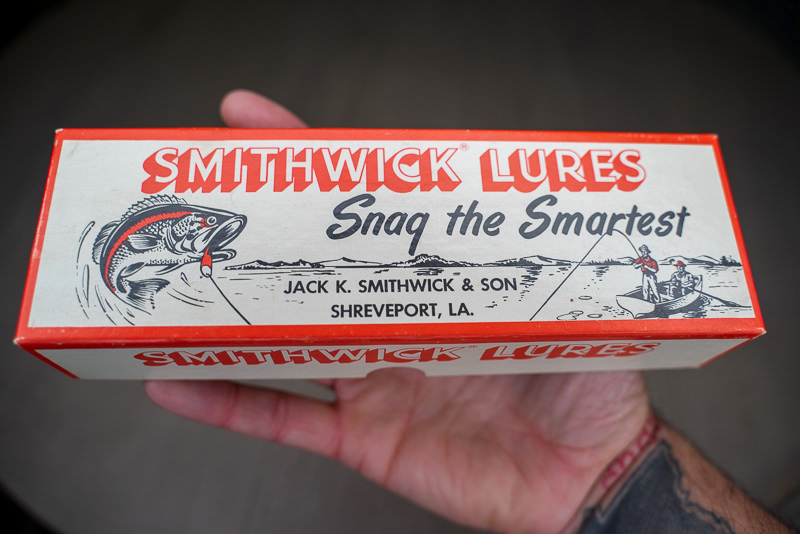 SMITHWICK® LURES
Snag the Smartest
JACK K. SMITHWICK & SON
SHREVEPORT, LA.
SMITHWICK® LURES